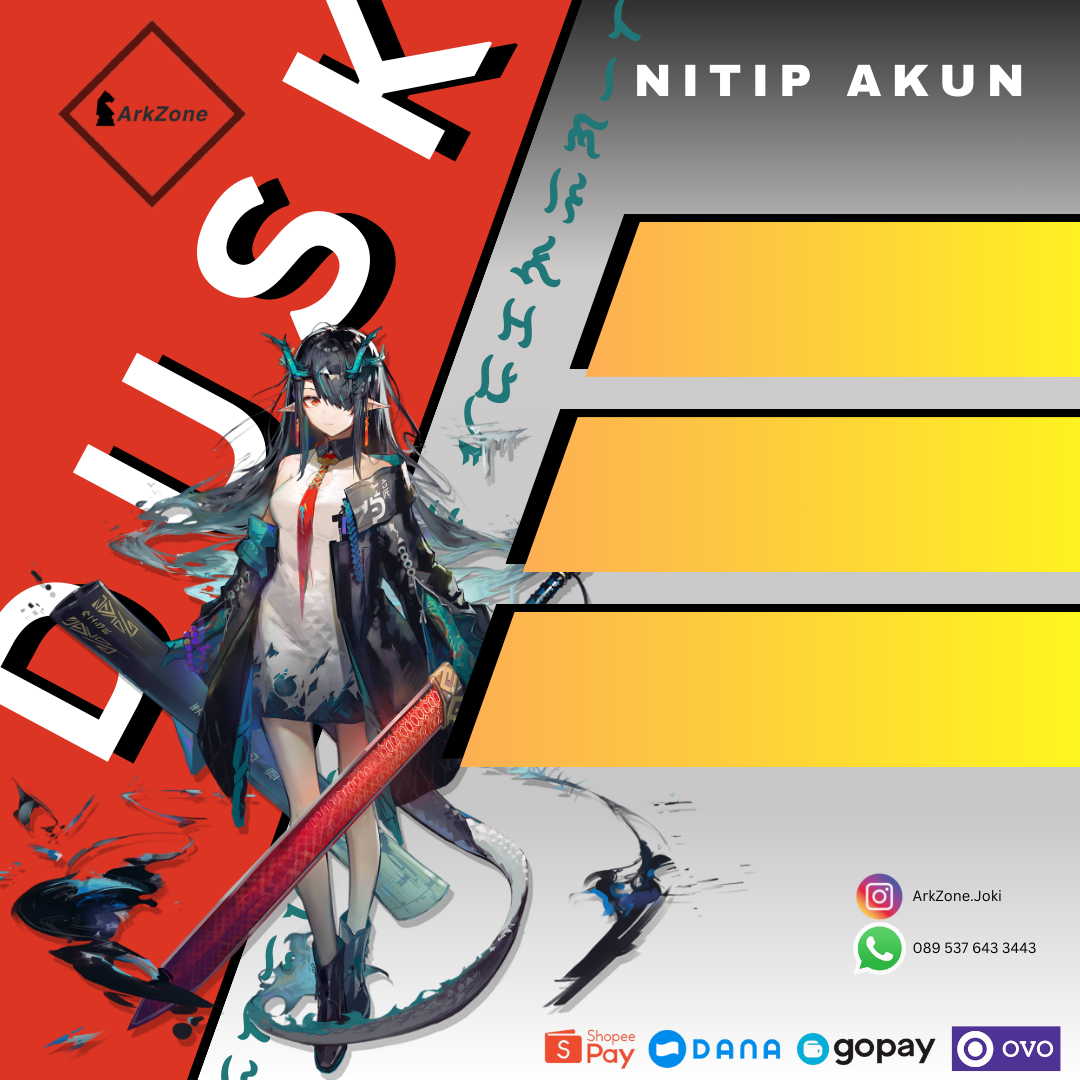 ArkZone
DUSK
NITIP AKUN
ArkZone.Joki
089 537 643 3443
Shopee
Pay
DANA
gopay
OVO